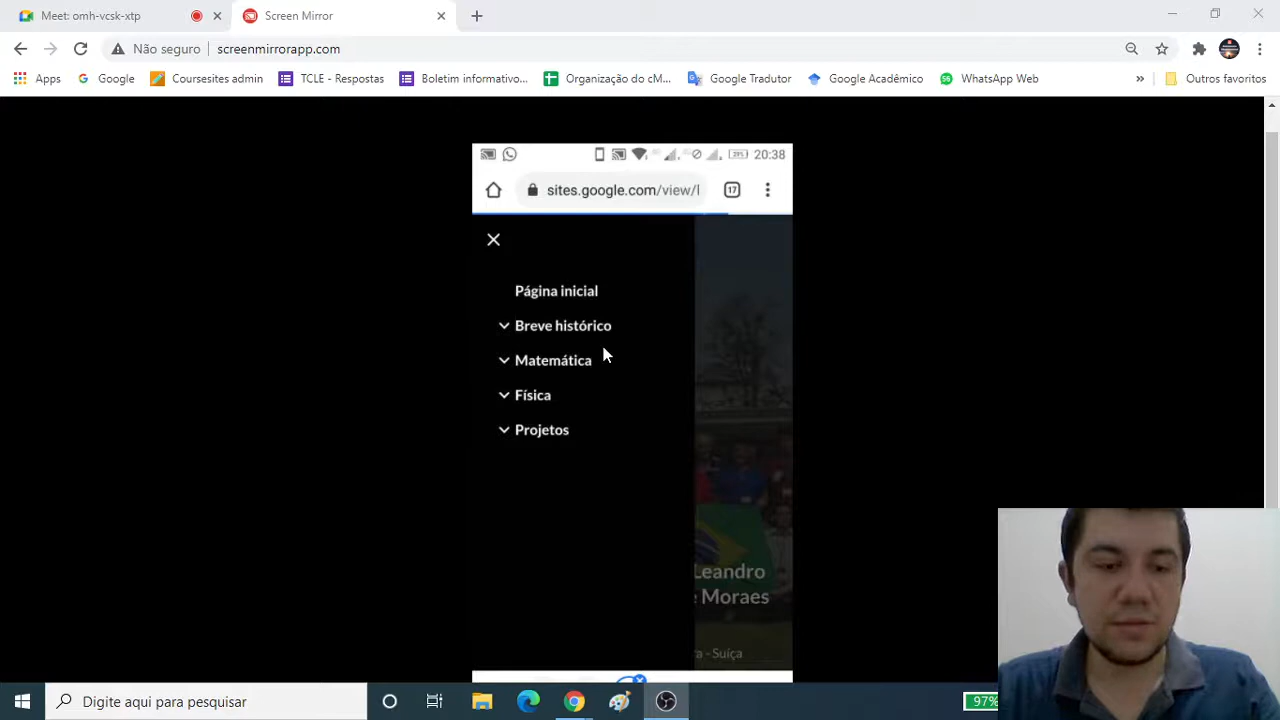 Meet: omh-vcsk-xtp
Screen Mirror
Não seguro
screenmirrorapp.com
Apps
Google
Coursesites admin
TCLE - Respostas
Boletim informativo...
Organização do cM...
Google Tradutor
Google Acadêmico
WhatsApp Web
»
Outros favoritos
20:38
sites.google.com/view/l
17
Página inicial
Breve histórico
Matemática
Física
Projetos
Leandro
e Moraes
ra - Suíça
Digite aqui para pesquisar
97%